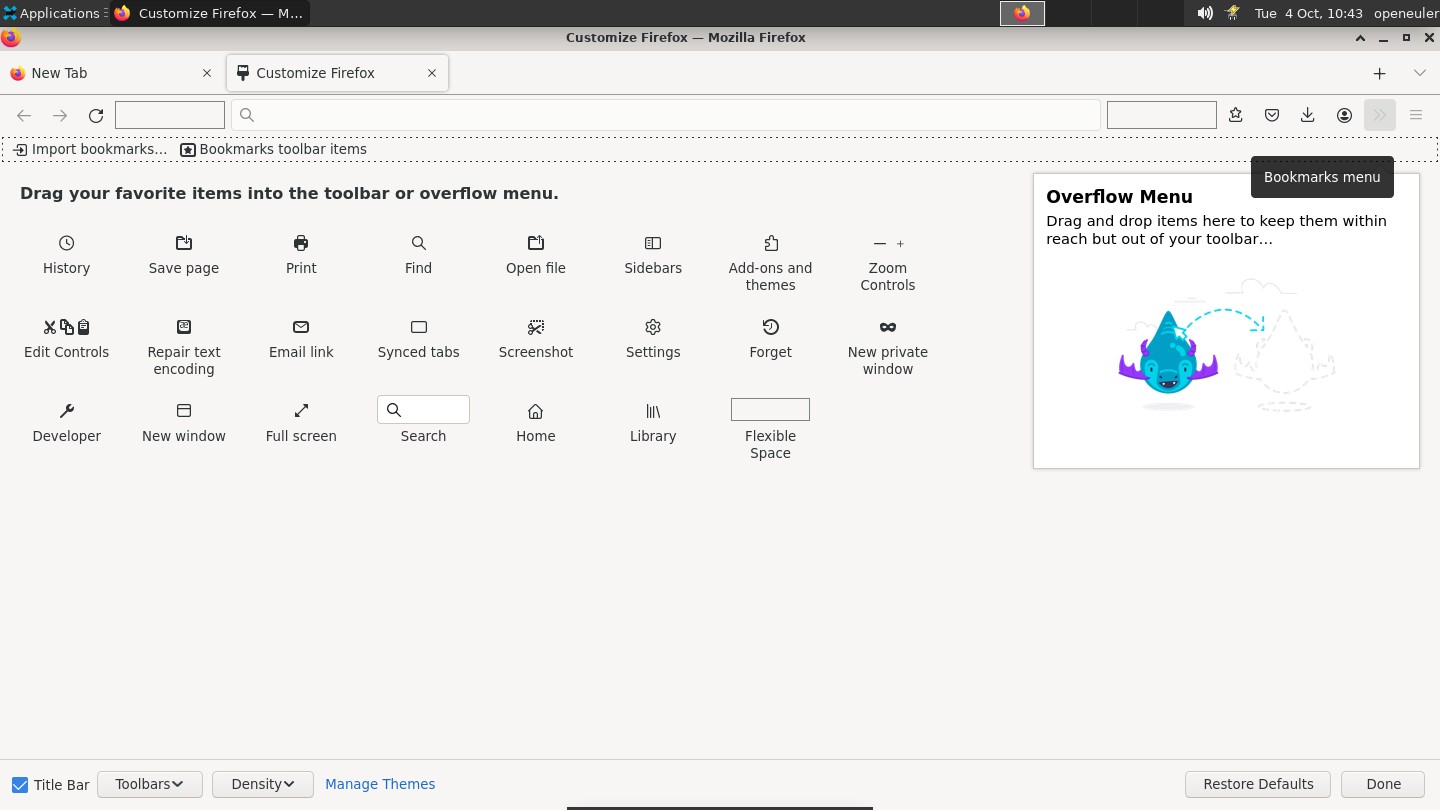 Applications
Customize Firefox — M...
Tue 4 Oct, 10:43
openeuler
Customize Firefox — Mozilla Firefox
New Tab
Customize Firefox
Import bookmarks...
Bookmarks toolbar items
Bookmarks menu
Drag your favorite items into the toolbar or overflow menu.
Overflow Menu
Drag and drop items here to keep them within
reach but out of your toolbar...
History
Save page
Print
Find
Open file
Sidebars
Add-ons and
themes
Zoom
Controls
Edit Controls
Repair text
encoding
Email link
Synced tabs
Screenshot
Settings
Forget
New private
window
Developer
New window
Full screen
Search
Home
Library
Flexible
Space
Title Bar
Toolbars
Density
Manage Themes
Restore Defaults
Done